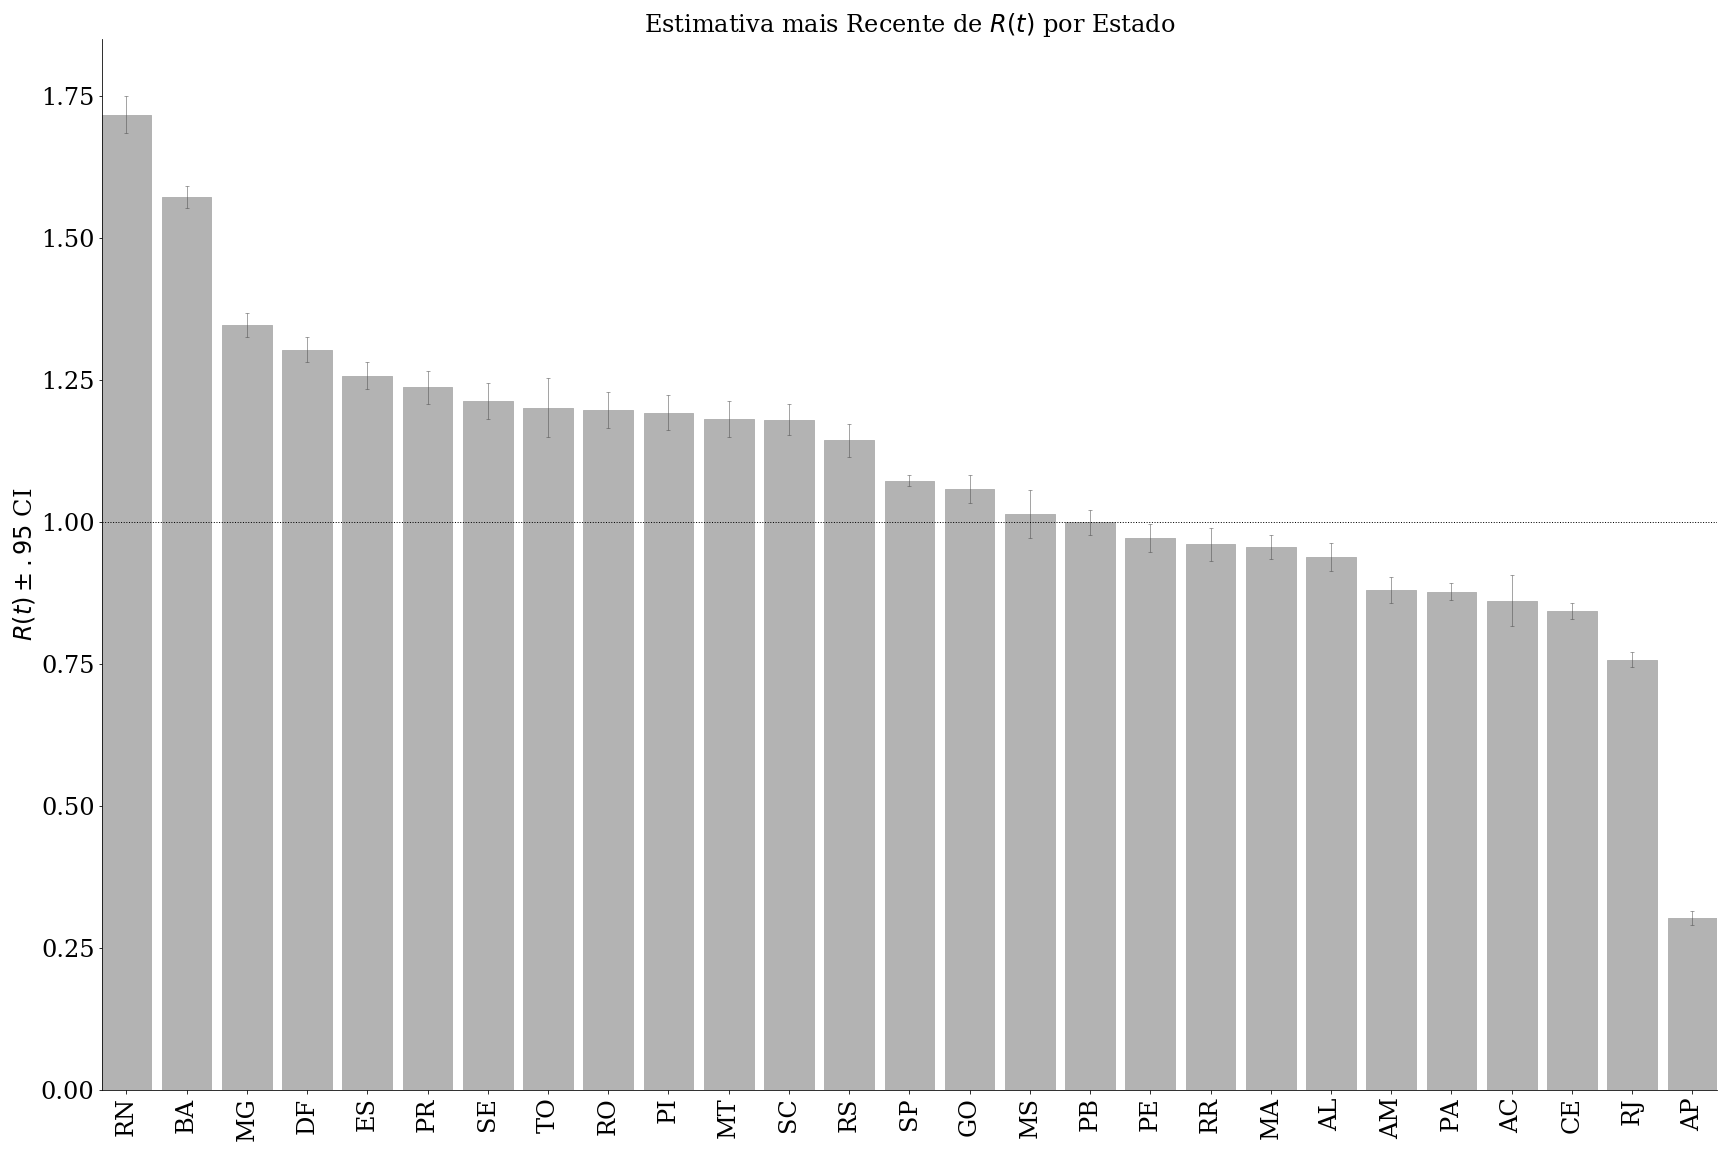 Estimativa mais Recente de R(t) por Estado
R(t) ± .95 CI
1.75
1.50
1.25
1.00
0.75
0.50
0.25
0.00
RN
BA
MG
DF
ES
PR
SE
TO
RO
PI
MT
SC
RS
SP
GO
MS
PB
PE
RR
MA
AL
AM
PA
AC
CE
RJ
AP